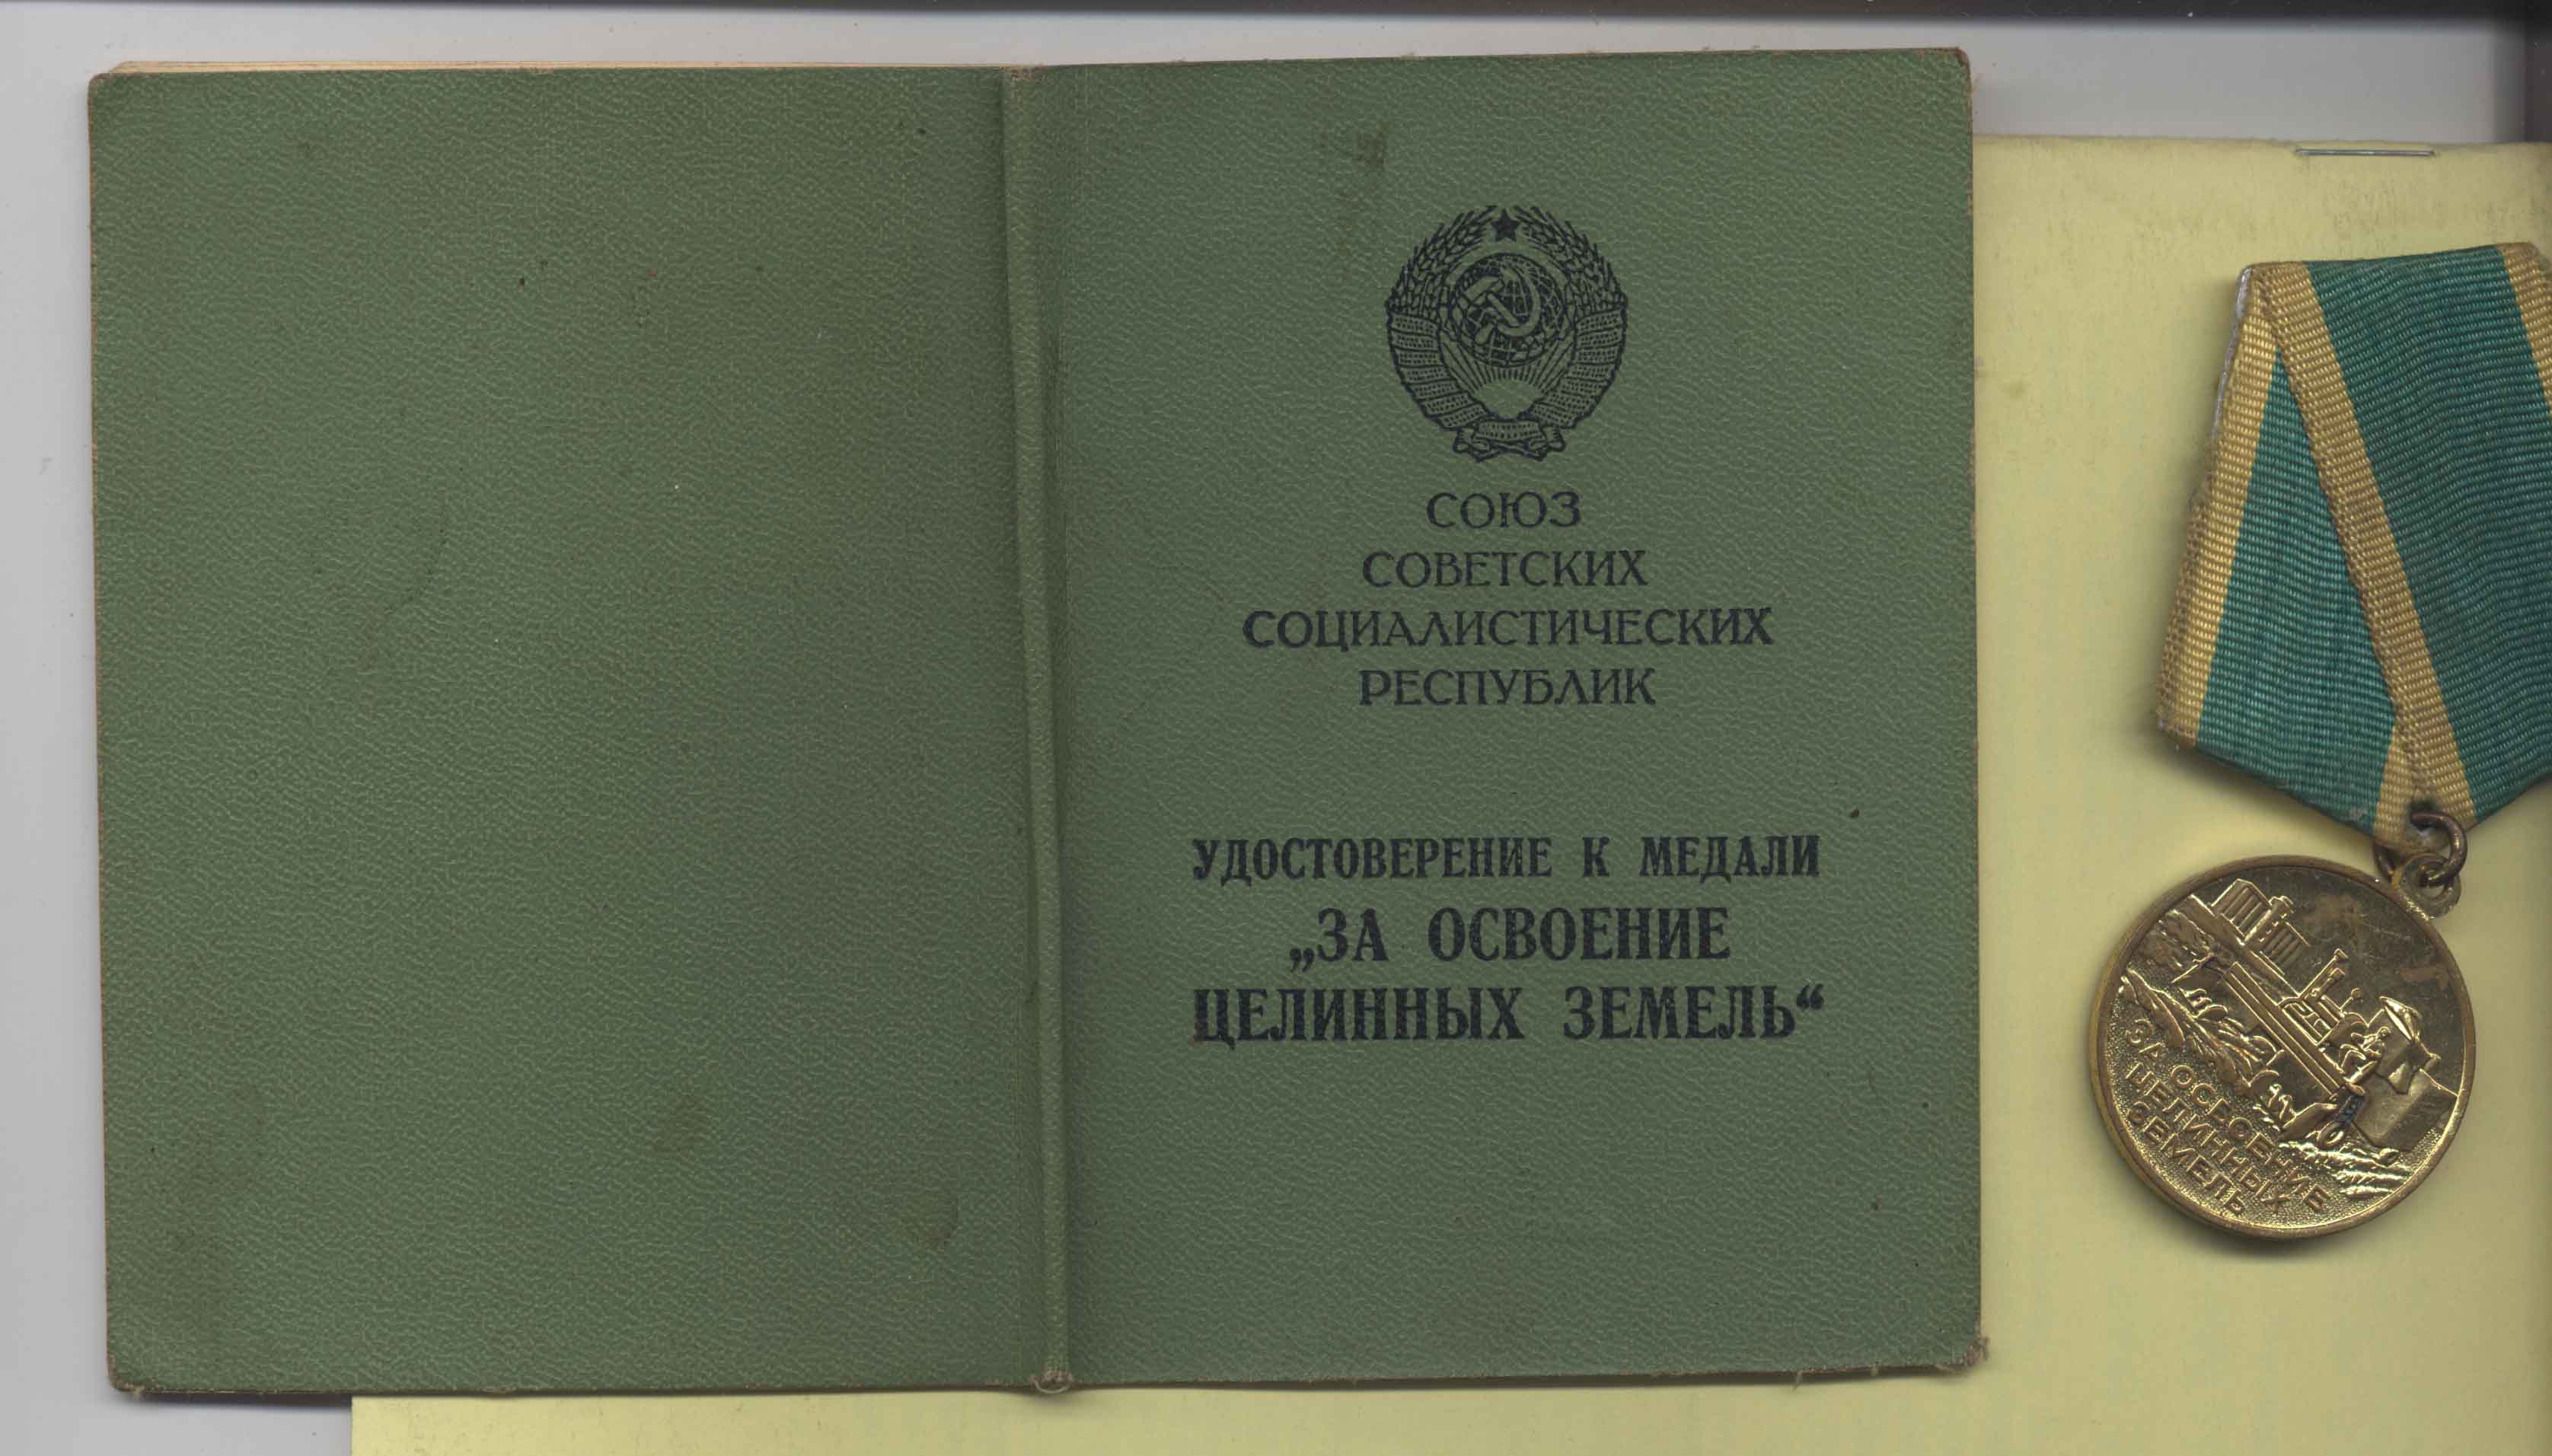 СОЮЗ
СОВЕТСКИХ
СОЦИАЛИСТИЧЕСКИХ
РЕСПУБЛИК
УДОСТОВЕРЕНИЕ К МЕДАЛИ
„ЗА ОСВОЕНИЕ
ЦЕЛИННЫХ ЗЕМЕЛЬ“
ЗА ОСВОЕНИЕ
ЦЕЛИННЫХ
ЗЕМЕЛЬ